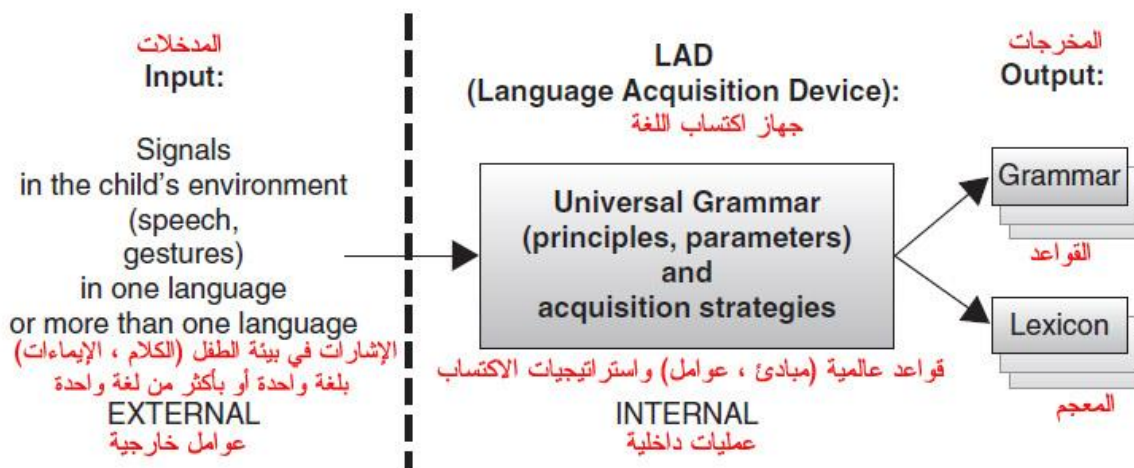 المدخلات
Input:
Signals
in the child's environment
(speech,
gestures)
in one language
or more than one language
الإشارات في بيئة الطفل (الكلام ، الإيماءات)
بلغة واحدة أو بأكثر من لغة واحدة
EXTERNAL
عوامل خارجية
LAD
(Language Acquisition Device):
جهاز اكتساب اللغة
Universal Grammar
(principles, parameters)
and
acquisition strategies
قواعد عالمية (مبادئ ، عوامل) واستراتيجيات الاكتساب
INTERNAL
عمليات داخلية
المخرجات
Output:
Grammar
القواعد
Lexicon
المعجم